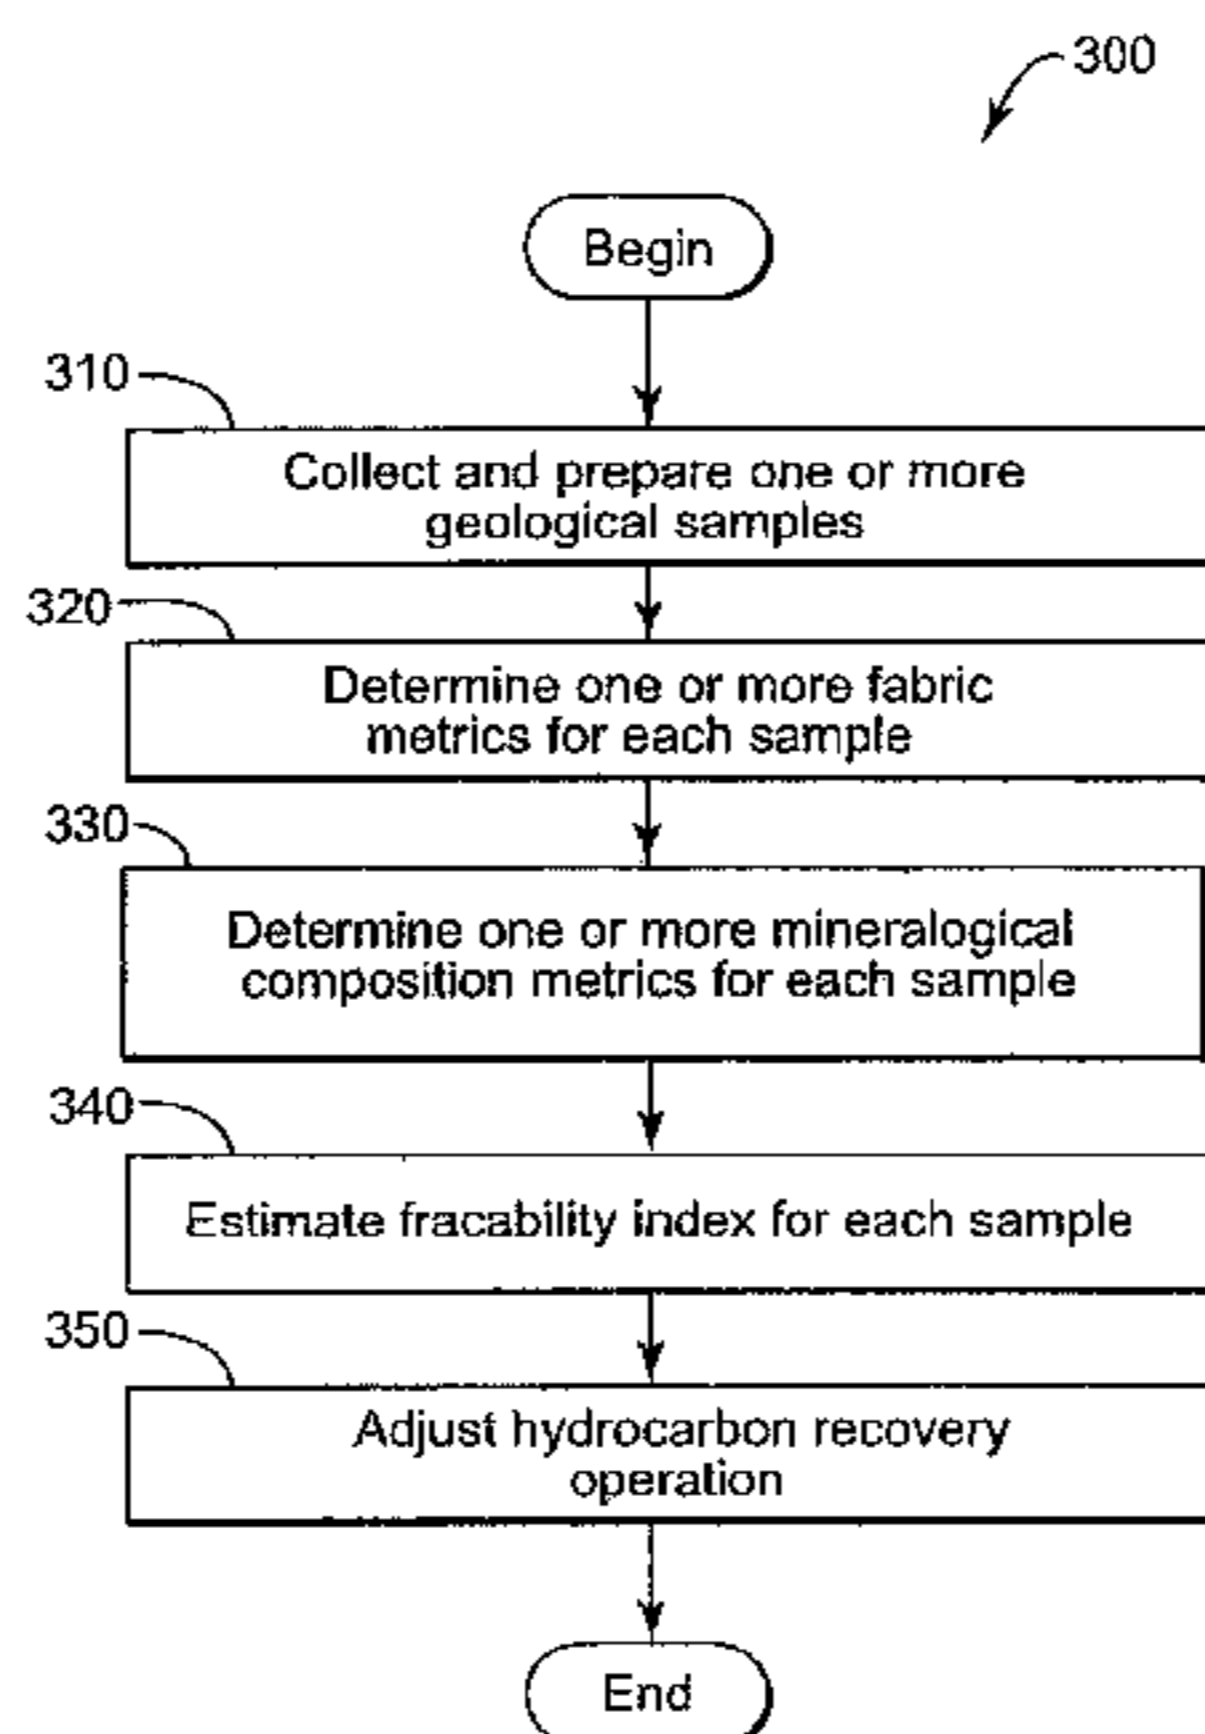 300
Begin
310
Collect and prepare one or more
geological samples
320
Determine one or more fabric
metrics for each sample
330
Determine one or more mineralogical
composition metrics for each sample
340
Estimate fracability index for each sample
350
Adjust hydrocarbon recovery
operation
End